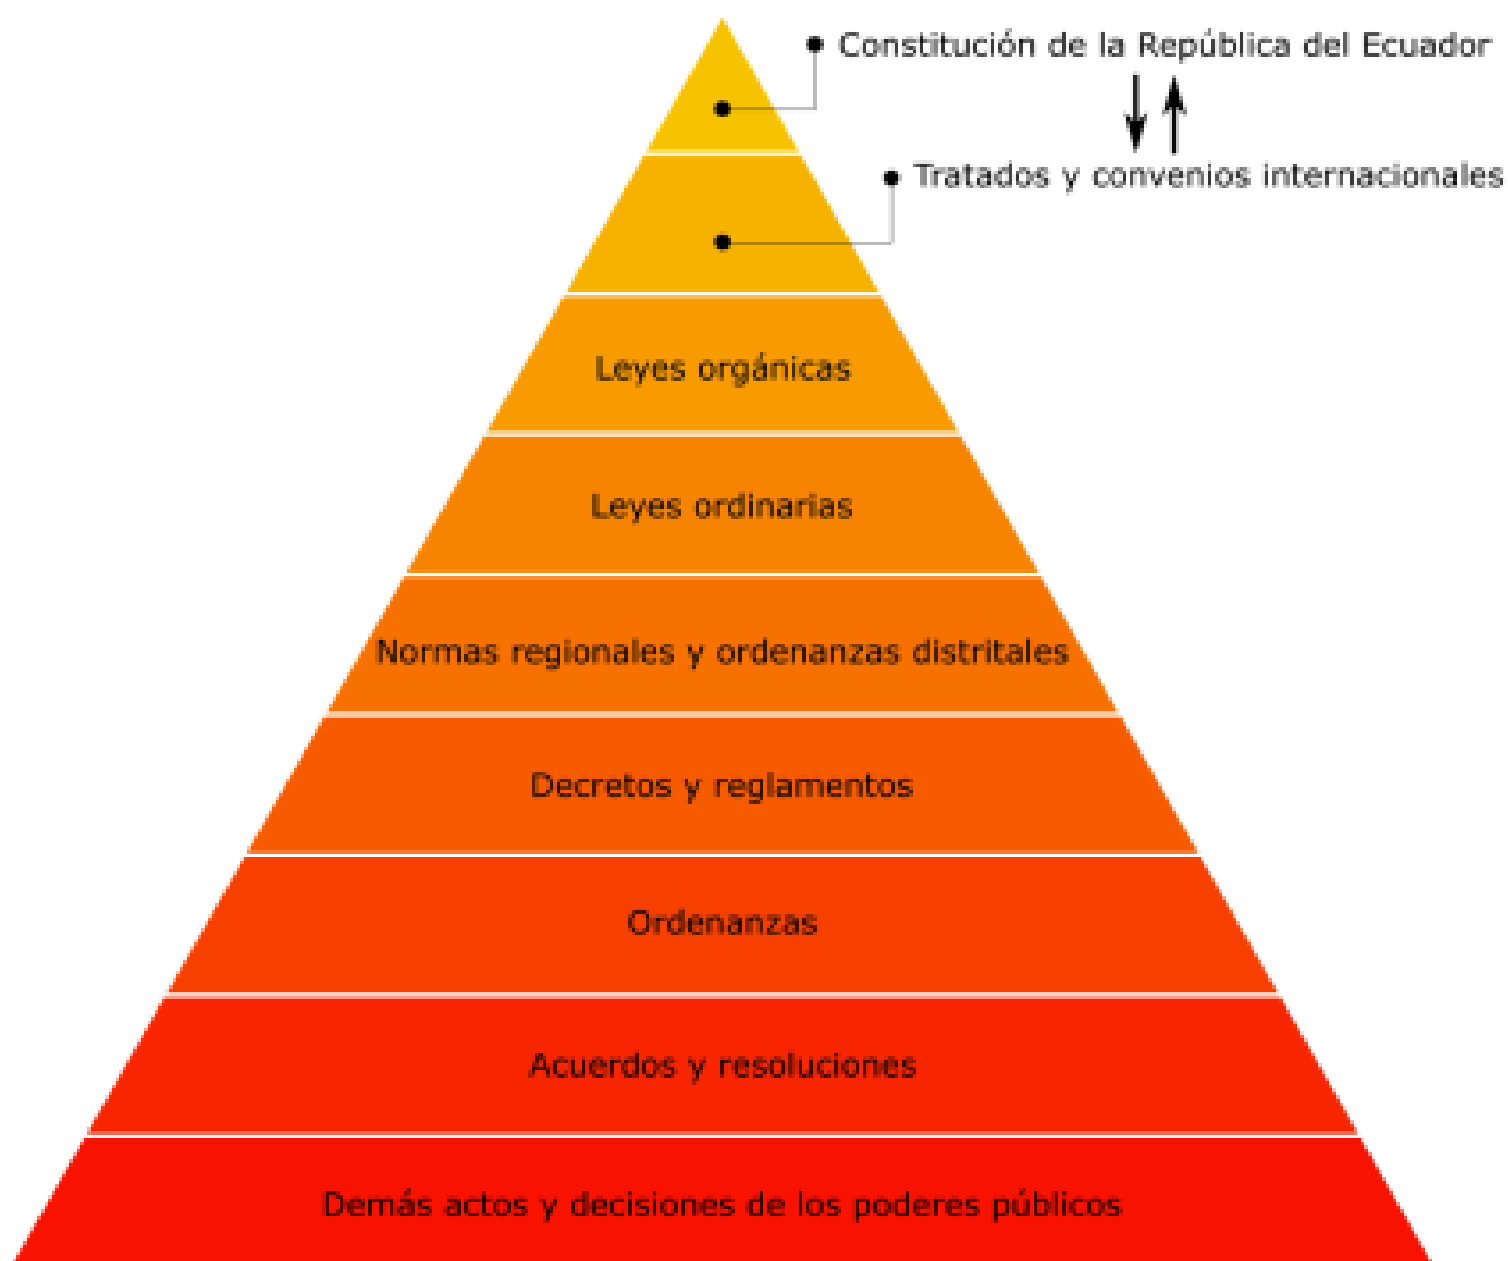 Constitución de la República del Ecuador
Tratados y convenios internacionales
Leyes orgánicas
Leyes ordinarias
Normas regionales y ordenanzas distritales
Decretos y reglamentos
Ordenanzas
Acuerdos y resoluciones
Demás actos y decisiones de los poderes públicos